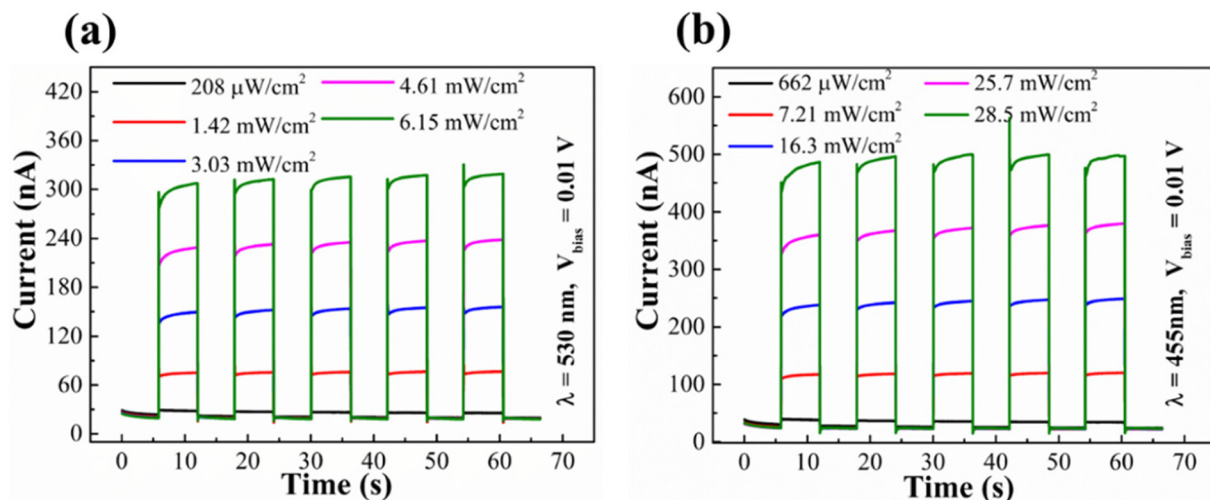 (a)
208 μW/cm² 4.61 mW/cm²
1.42 mW/cm² 6.15 mW/cm²
3.03 mW/cm²
Current (nA)
420
360
300
240
180
120
60
0
0 10 20 30 40 50 60 70
Time (s)
λ = 530 nm, V_bias = 0.01 V
(b)
662 μW/cm² 25.7 mW/cm²
7.21 mW/cm² 28.5 mW/cm²
16.3 mW/cm²
Current (nA)
600
500
400
300
200
100
0
0 10 20 30 40 50 60 70
Time (s)
λ = 455nm, V_bias = 0.01 V